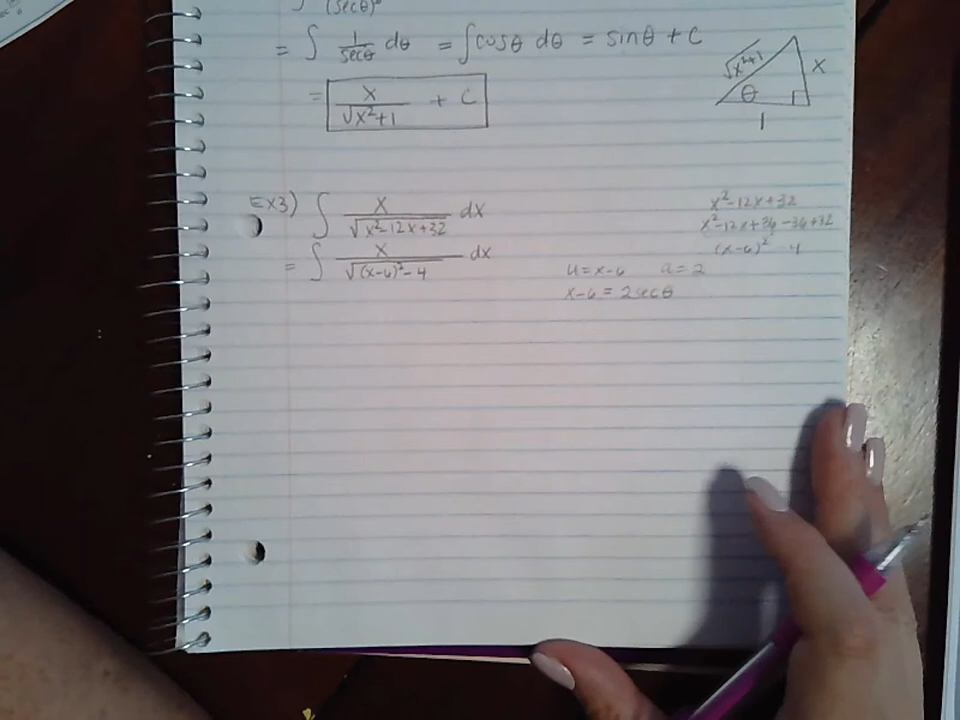 ∫ (secθ)²
= ∫ 1/secθ dθ = ∫cosθ dθ = sinθ + C
= x/√x²+1 + C
√x²+1 θ x 1
Ex3) ∫ x/√x²-12x+32 dx
x²-12x+32
x²-12x+36-36+32
(x-6)² 4
= ∫ x/√(x-6)²-4 dx
u=x-6 a=2
x-6 = 2secθ